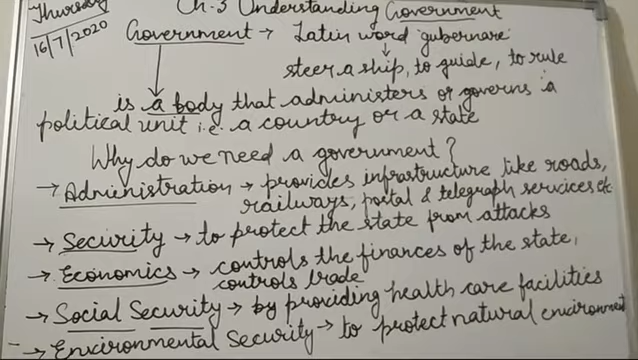 Thursday
16/7/2020
Ch-3 Understanding Government
Government → Latin word 'gubernare'
steer a ship, to guide, to rule
is a body that administers or governs a
political unit i.e. a country or a state
Why do we need a government?
→ Administration → provides infrastructure like roads,
railways, postal & telegraph services etc
→ Security → to protect the state from attacks
→ Economics → controls the finances of the state,
controls trade
→ Social Security → by providing health care facilities
→ Environmental Security → to protect natural environment